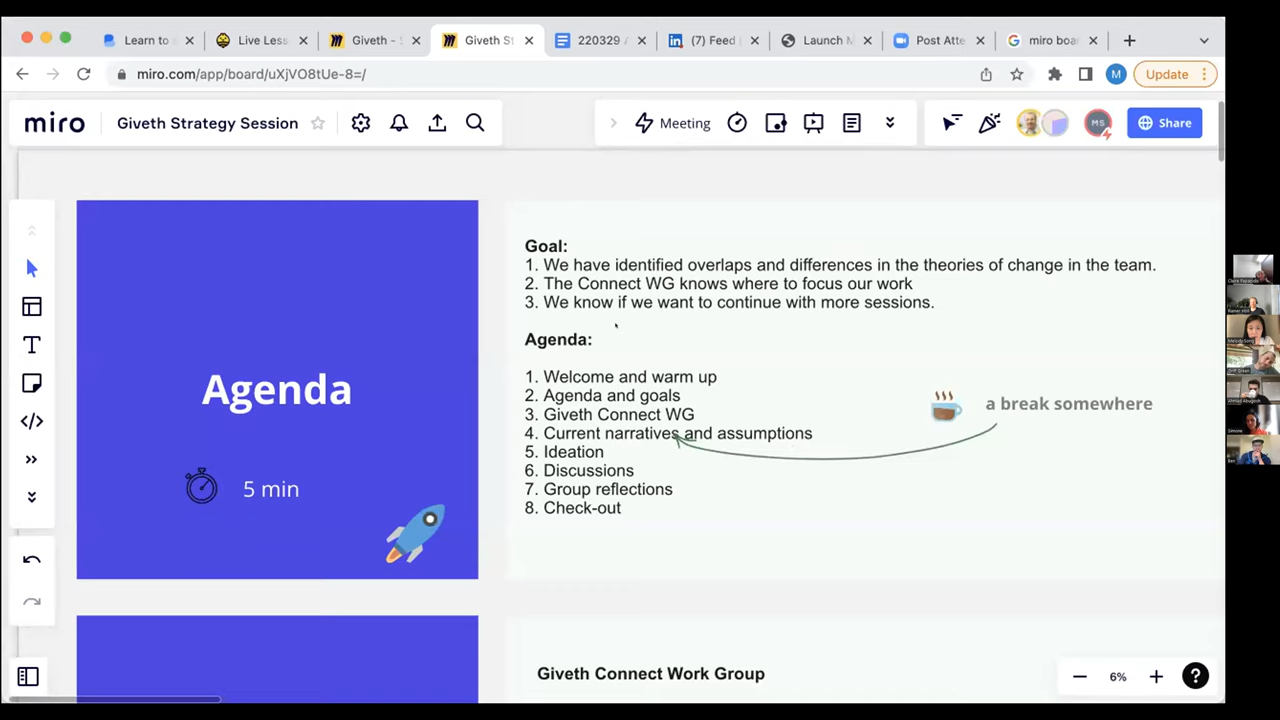 Learn to
Live Less
Giveth -
Giveth St
220329
(7) Feed
Launch
Post Atte
miro boa
miro.com/app/board/uXjVO8tUe-8=/
M
Update
miro
Giveth Strategy Session
Meeting
MS
Share
Agenda
5 min
Goal:
1. We have identified overlaps and differences in the theories of change in the team.
2. The Connect WG knows where to focus our work
3. We know if we want to continue with more sessions.
Agenda:
1. Welcome and warm up
2. Agenda and goals
3. Giveth Connect WG
4. Current narratives and assumptions
5. Ideation
6. Discussions
7. Group reflections
8. Check-out
a break somewhere
Giveth Connect Work Group
6%
?